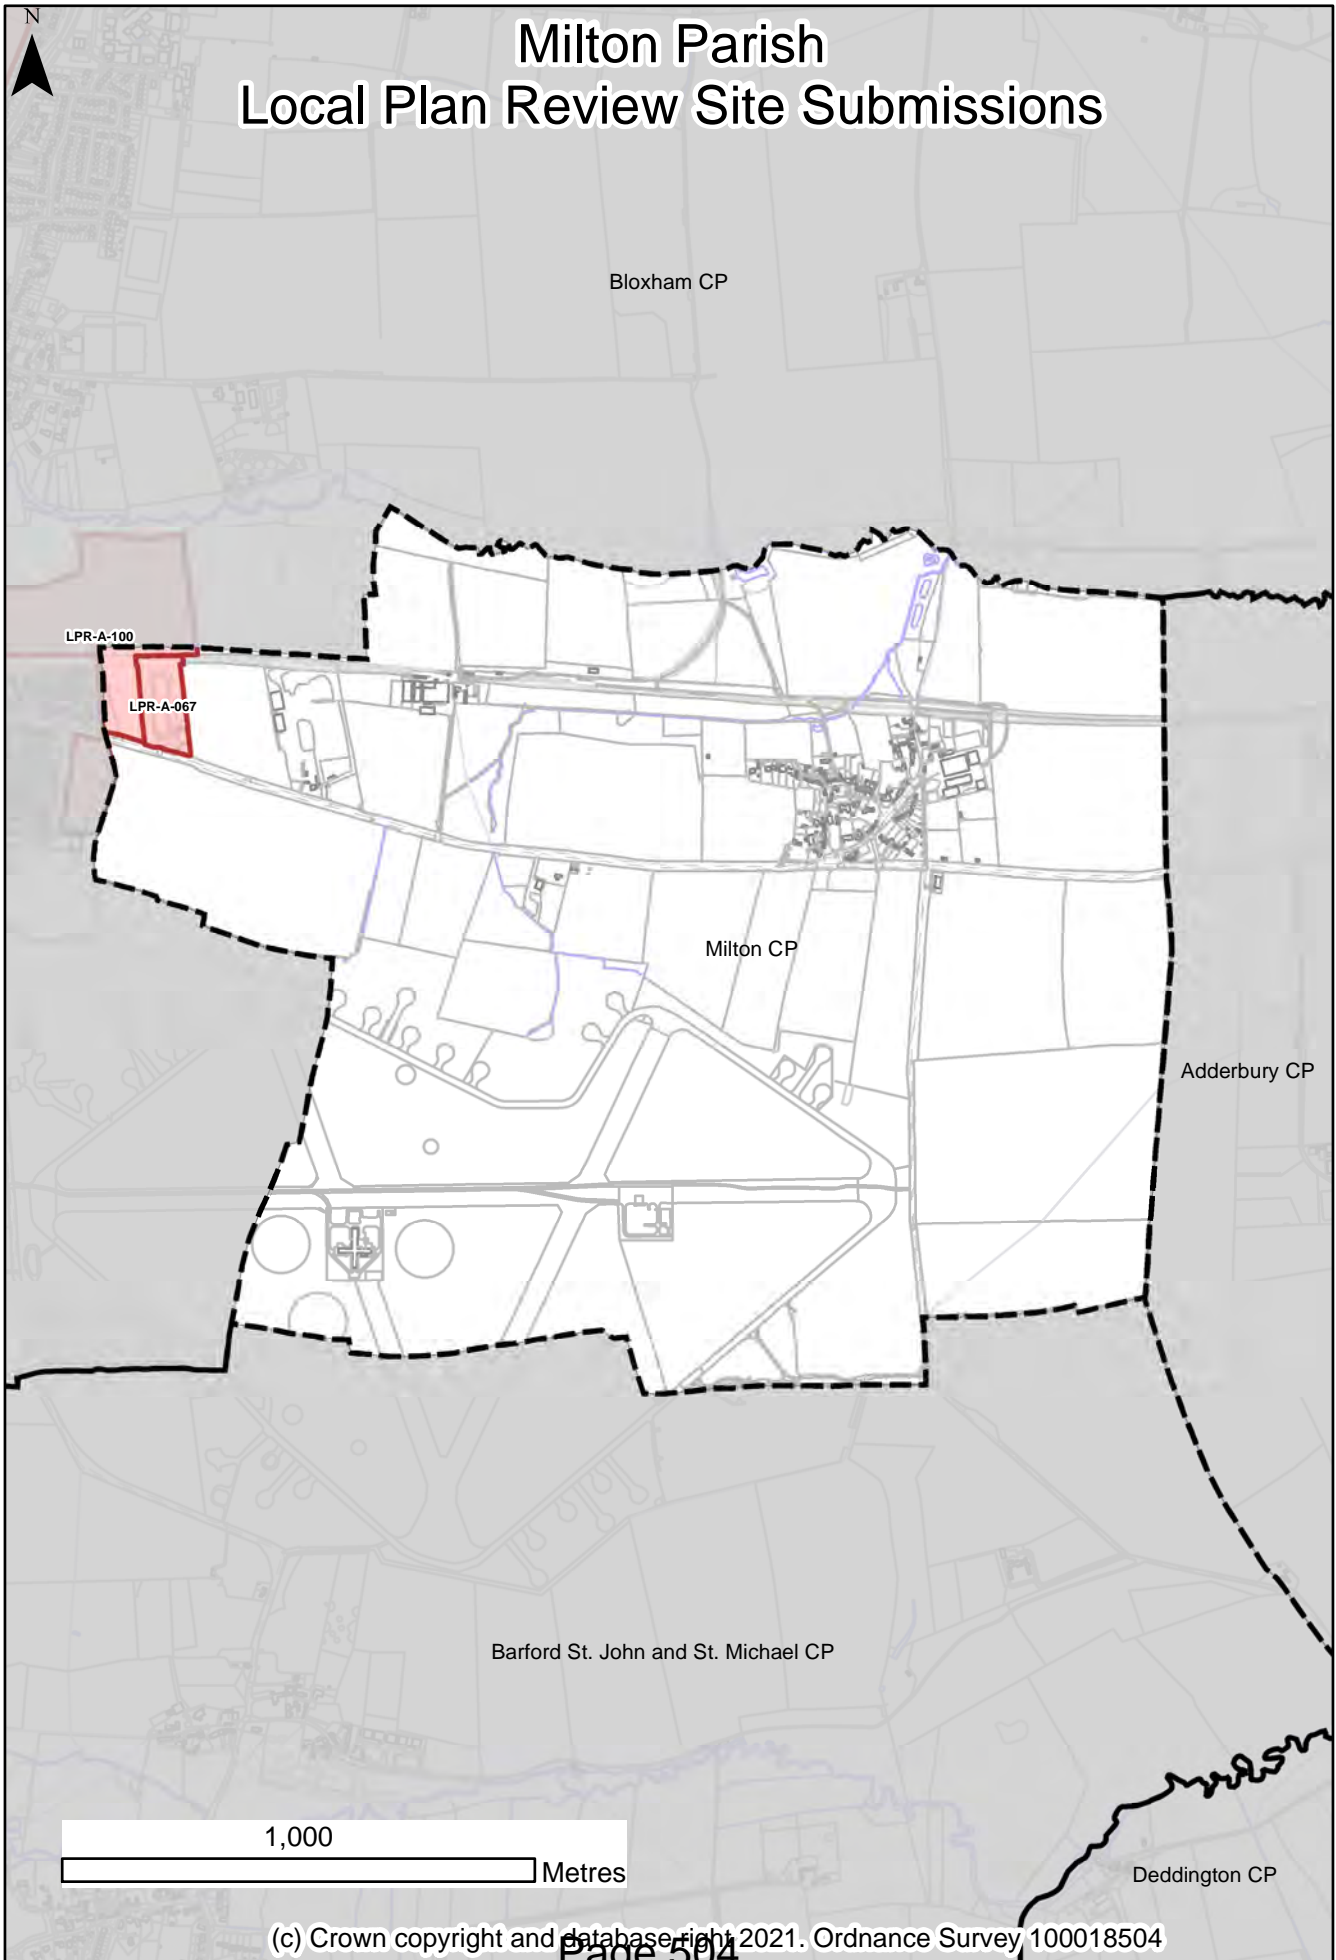 N
Milton Parish
Local Plan Review Site Submissions
Bloxham CP
LPR-A-100
LPR-A-067
Milton CP
Adderbury CP
Barford St. John and St. Michael CP
1,000
Metres
Deddington CP
(c) Crown copyright and database right 2021. Ordnance Survey 100018504
Page 504